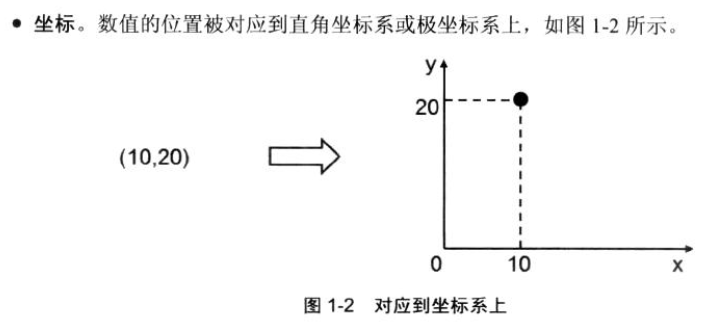 • 坐标。数值的位置被对应到直角坐标系或极坐标系上，如图 1-2 所示。
y
20
(10,20)
0 10 x
图 1-2 对应到坐标系上